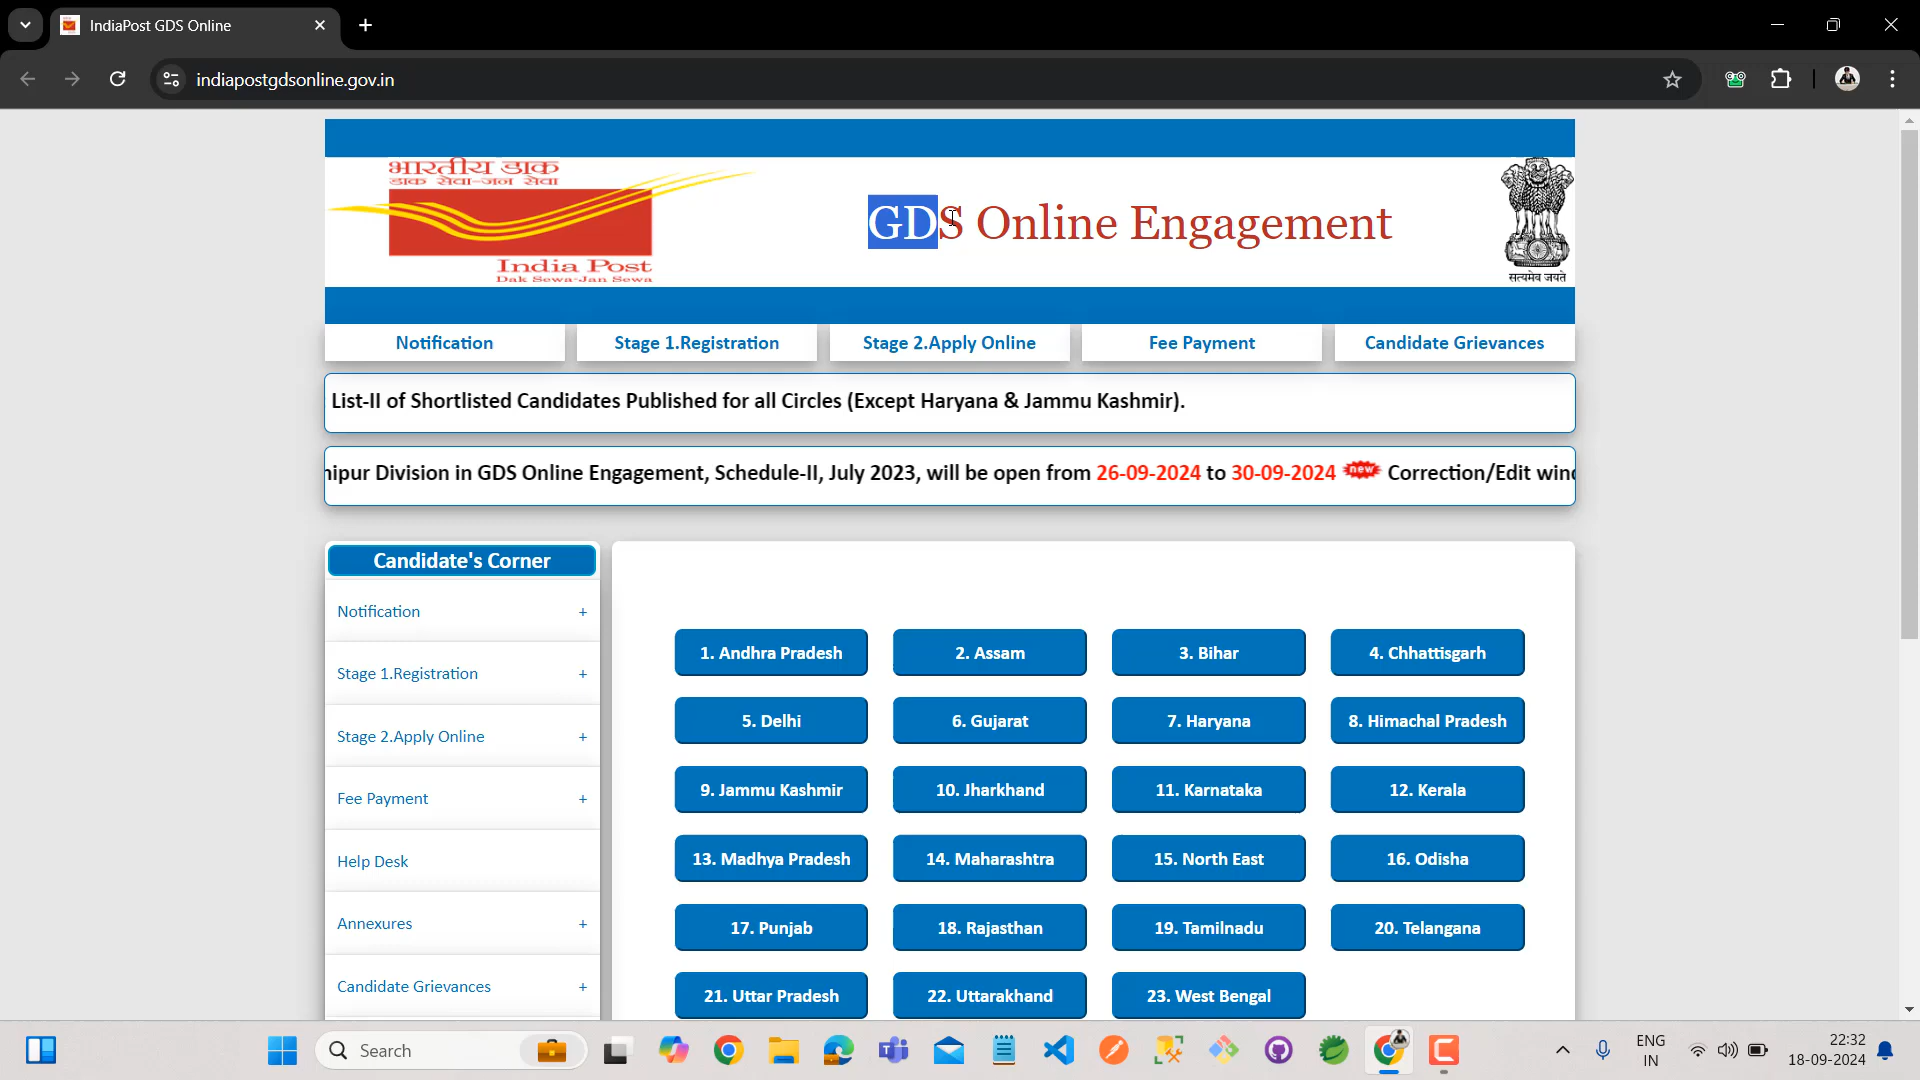 IndiaPost GDS Online
indiapostgdsonline.gov.in
भारतीय डाक
डाक सेवा-जन सेवा
India Post
Dak Sewa-Jan Sewa
GDS Online Engagement
सत्यमेव जयते
Notification Stage 1.Registration Stage 2.Apply Online Fee Payment Candidate Grievances
List-II of Shortlisted Candidates Published for all Circles (Except Haryana & Jammu Kashmir).
Division in GDS Online Engagement, Schedule-II, July 2023, will be open from 26-09-2024 to 30-09-2024 new Correction/Edit
Candidate's Corner
Notification +
Stage 1.Registration +
Stage 2.Apply Online +
Fee Payment +
Help Desk
Annexures +
Candidate Grievances +
1. Andhra Pradesh 2. Assam 3. Bihar 4. Chhattisgarh
5. Delhi 6. Gujarat 7. Haryana 8. Himachal Pradesh
9. Jammu Kashmir 10. Jharkhand 11. Karnataka 12. Kerala
13. Madhya Pradesh 14. Maharashtra 15. North East 16. Odisha
17. Punjab 18. Rajasthan 19. Tamilnadu 20. Telangana
21. Uttar Pradesh 22. Uttarakhand 23. West Bengal
Search
ENG
IN
22:32
18-09-2024